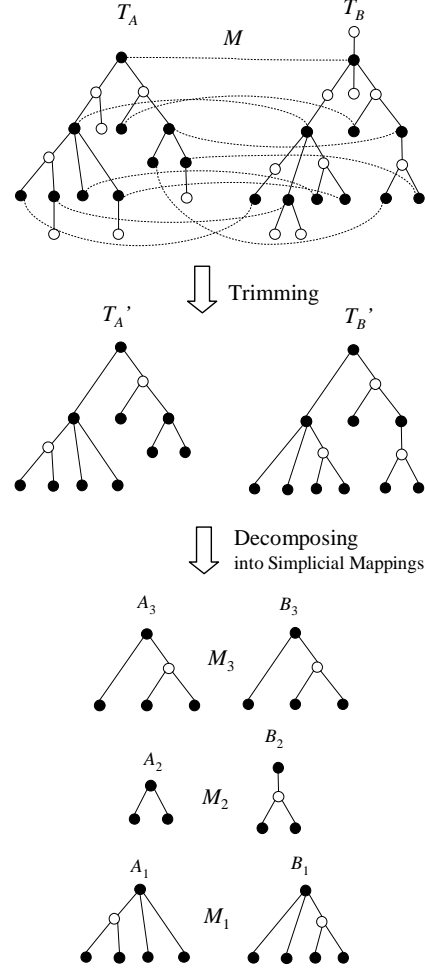 T_A M T_B
Trimming
T_A' T_B'
Decomposing
into Simplicial Mappings
A_3 M_3 B_3
A_2 M_2 B_2
A_1 M_1 B_1